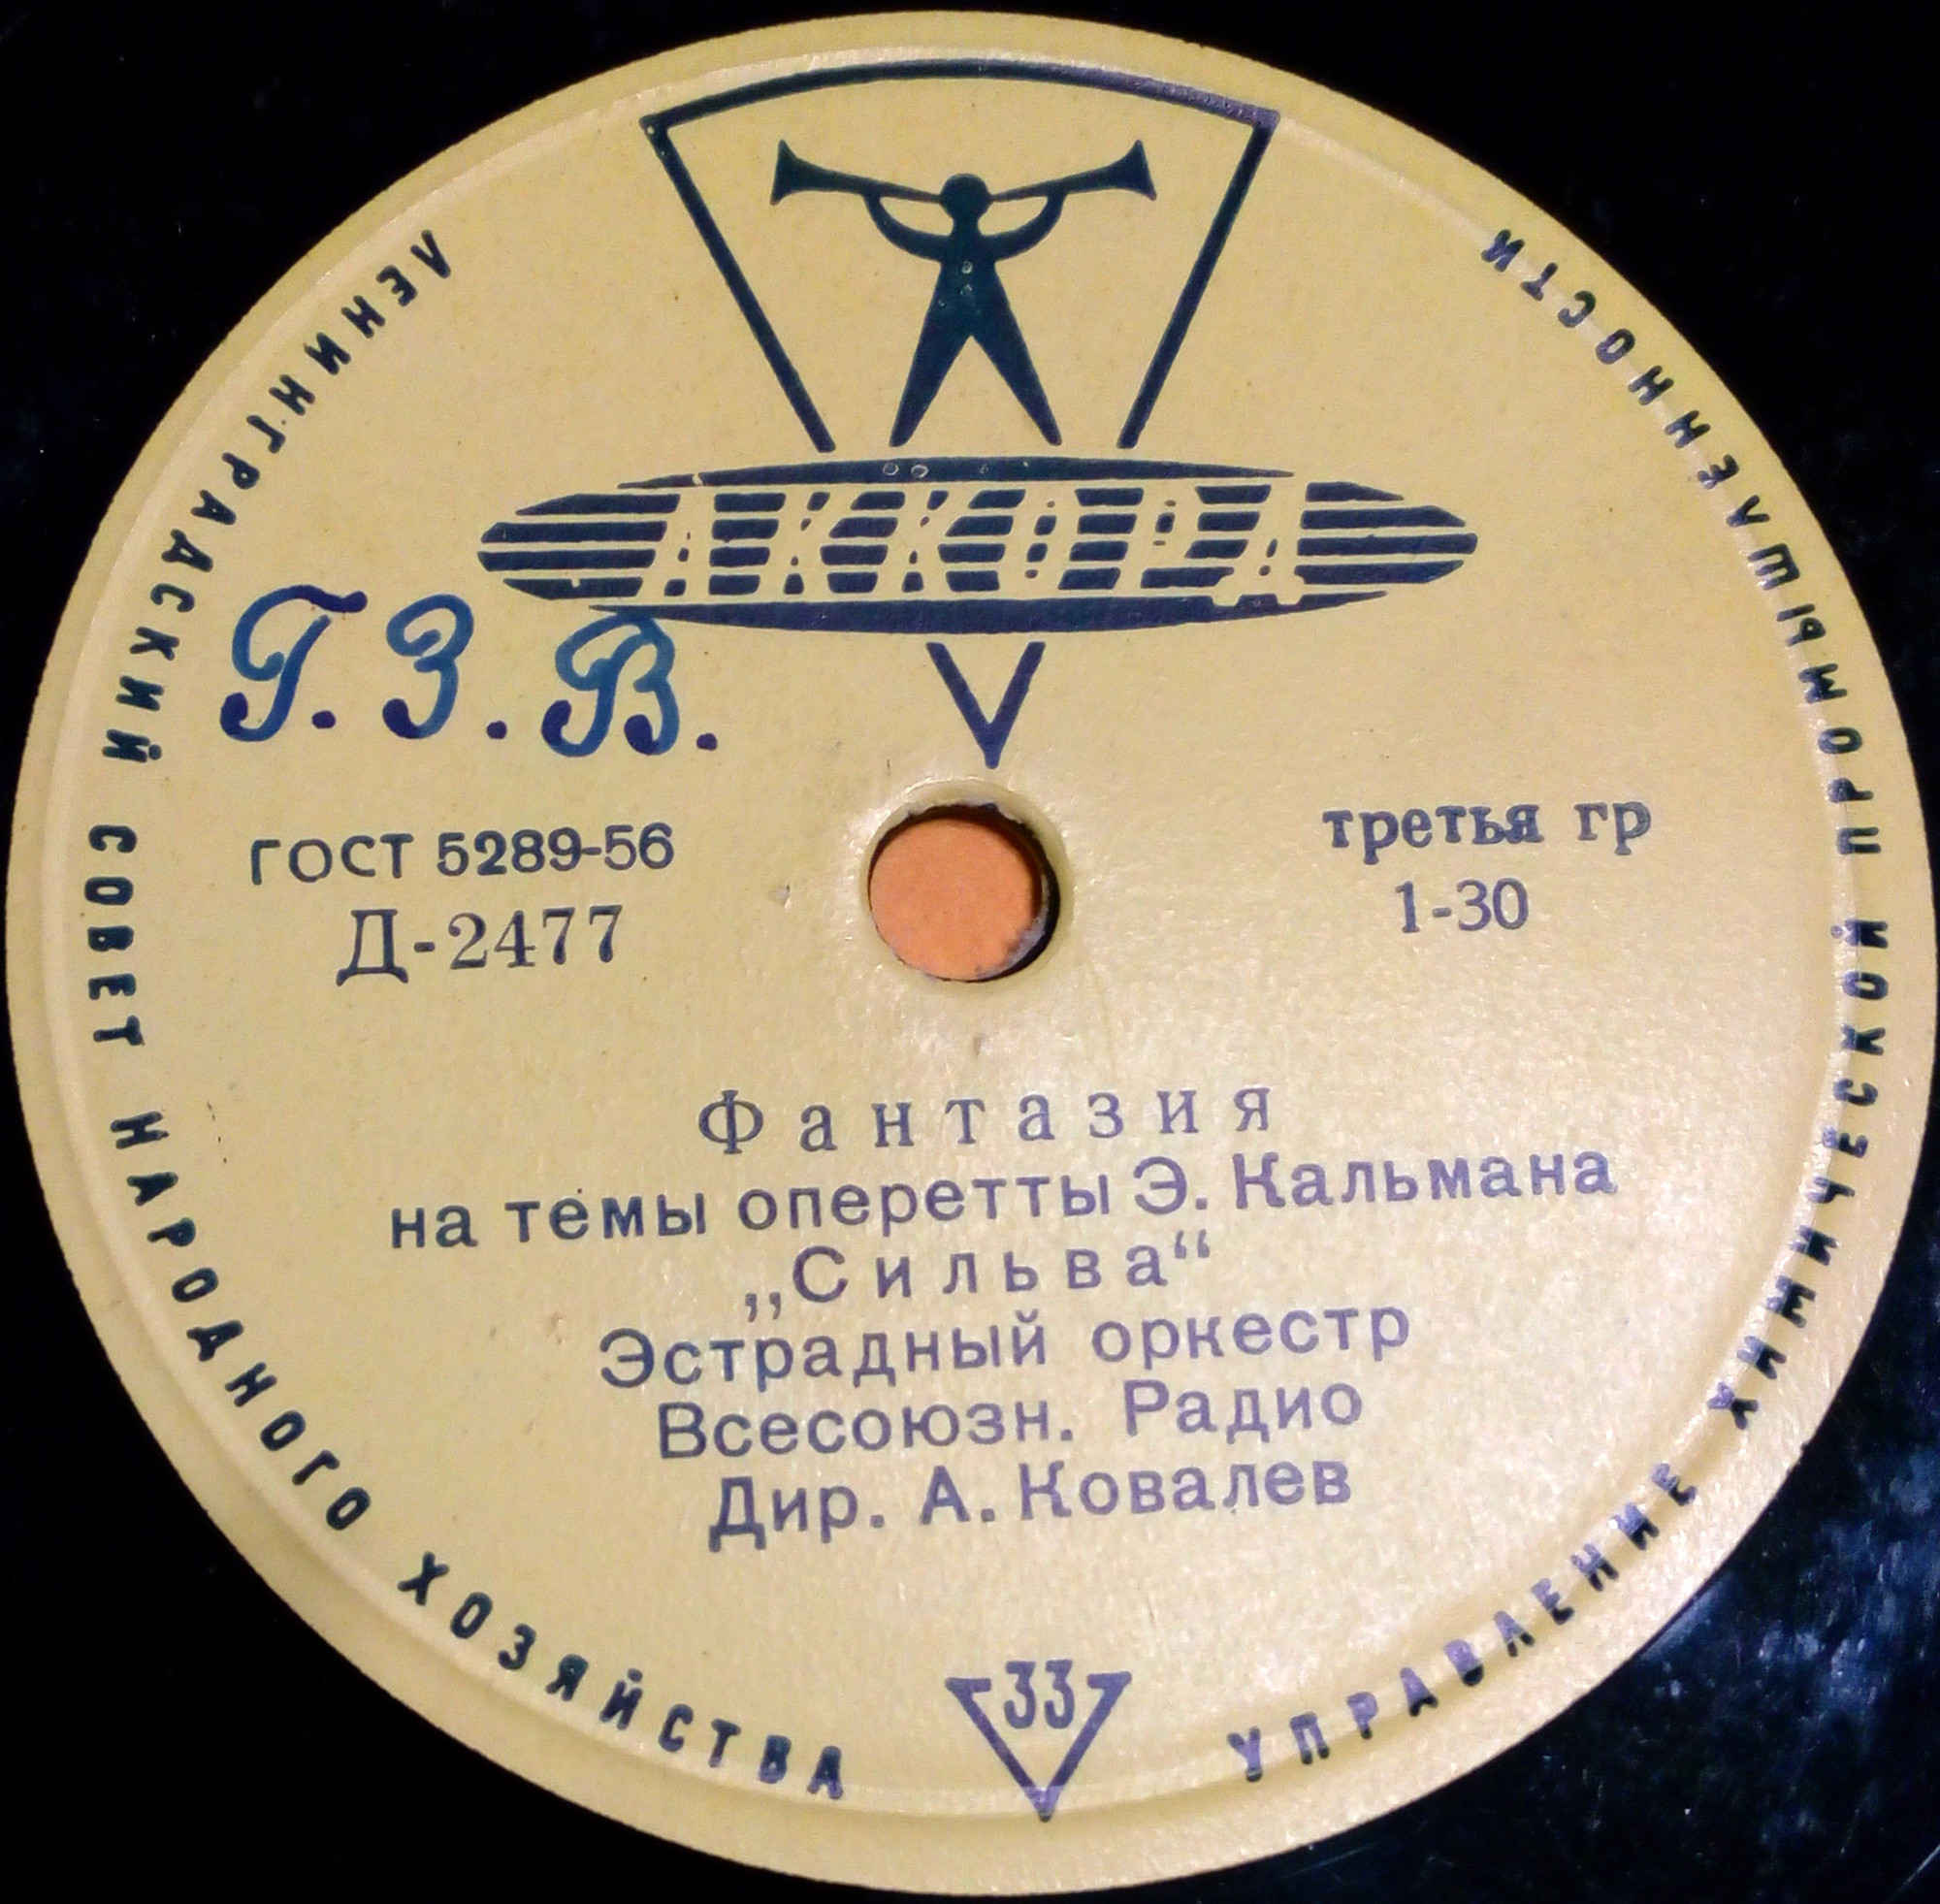 АККОРД
Г. З. В.
ГОСТ 5289-56
Д-2477
третья гр
1-30
Фантазия
на темы оперетты Э. Кальмана
„Сильва“
Эстрадный оркестр
Всесоюзн. Радио
Дир. А. Ковалев
33
ЛЕНИНГРАДСКИЙ СОВЕТ НАРОДНОГО ХОЗЯЙСТВА
УПРАВЛЕНИЕ ХИМИЧЕСКОЙ ПРОМЫШЛЕННОСТИ